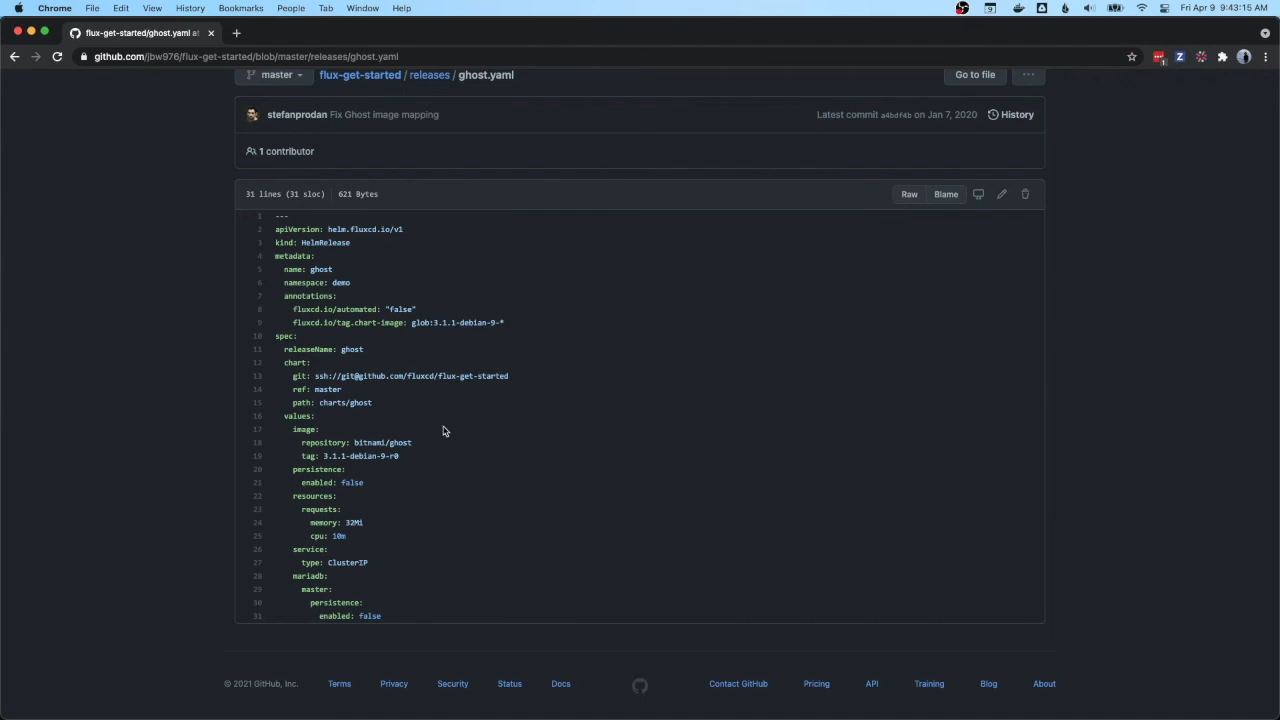 Chrome File Edit View History Bookmarks People Tab Window Help 9 Fri Apr 9 9:43:15 AM
flux-get-started/ghost.yaml at
github.com/jbw976/flux-get-started/blob/master/releases/ghost.yaml
master flux-get-started / releases / ghost.yaml Go to file ...
stefanprodan Fix Ghost image mapping Latest commit a4bdf4b on Jan 7, 2020 History
1 contributor
31 lines (31 sloc) 621 Bytes Raw Blame
1 ---
2 apiVersion: helm.fluxcd.io/v1
3 kind: HelmRelease
4 metadata:
5 name: ghost
6 namespace: demo
7 annotations:
8 fluxcd.io/automated: "false"
9 fluxcd.io/tag.chart-image: glob:3.1.1-debian-9-*
10 spec:
11 releaseName: ghost
12 chart:
13 git: ssh://git@github.com/fluxcd/flux-get-started
14 ref: master
15 path: charts/ghost
16 values:
17 image:
18 repository: bitnami/ghost
19 tag: 3.1.1-debian-9-r0
20 persistence:
21 enabled: false
22 resources:
23 requests:
24 memory: 32Mi
25 cpu: 10m
26 service:
27 type: ClusterIP
28 mariadb:
29 master:
30 persistence:
31 enabled: false
© 2021 GitHub, Inc. Terms Privacy Security Status Docs Contact GitHub Pricing API Training Blog About